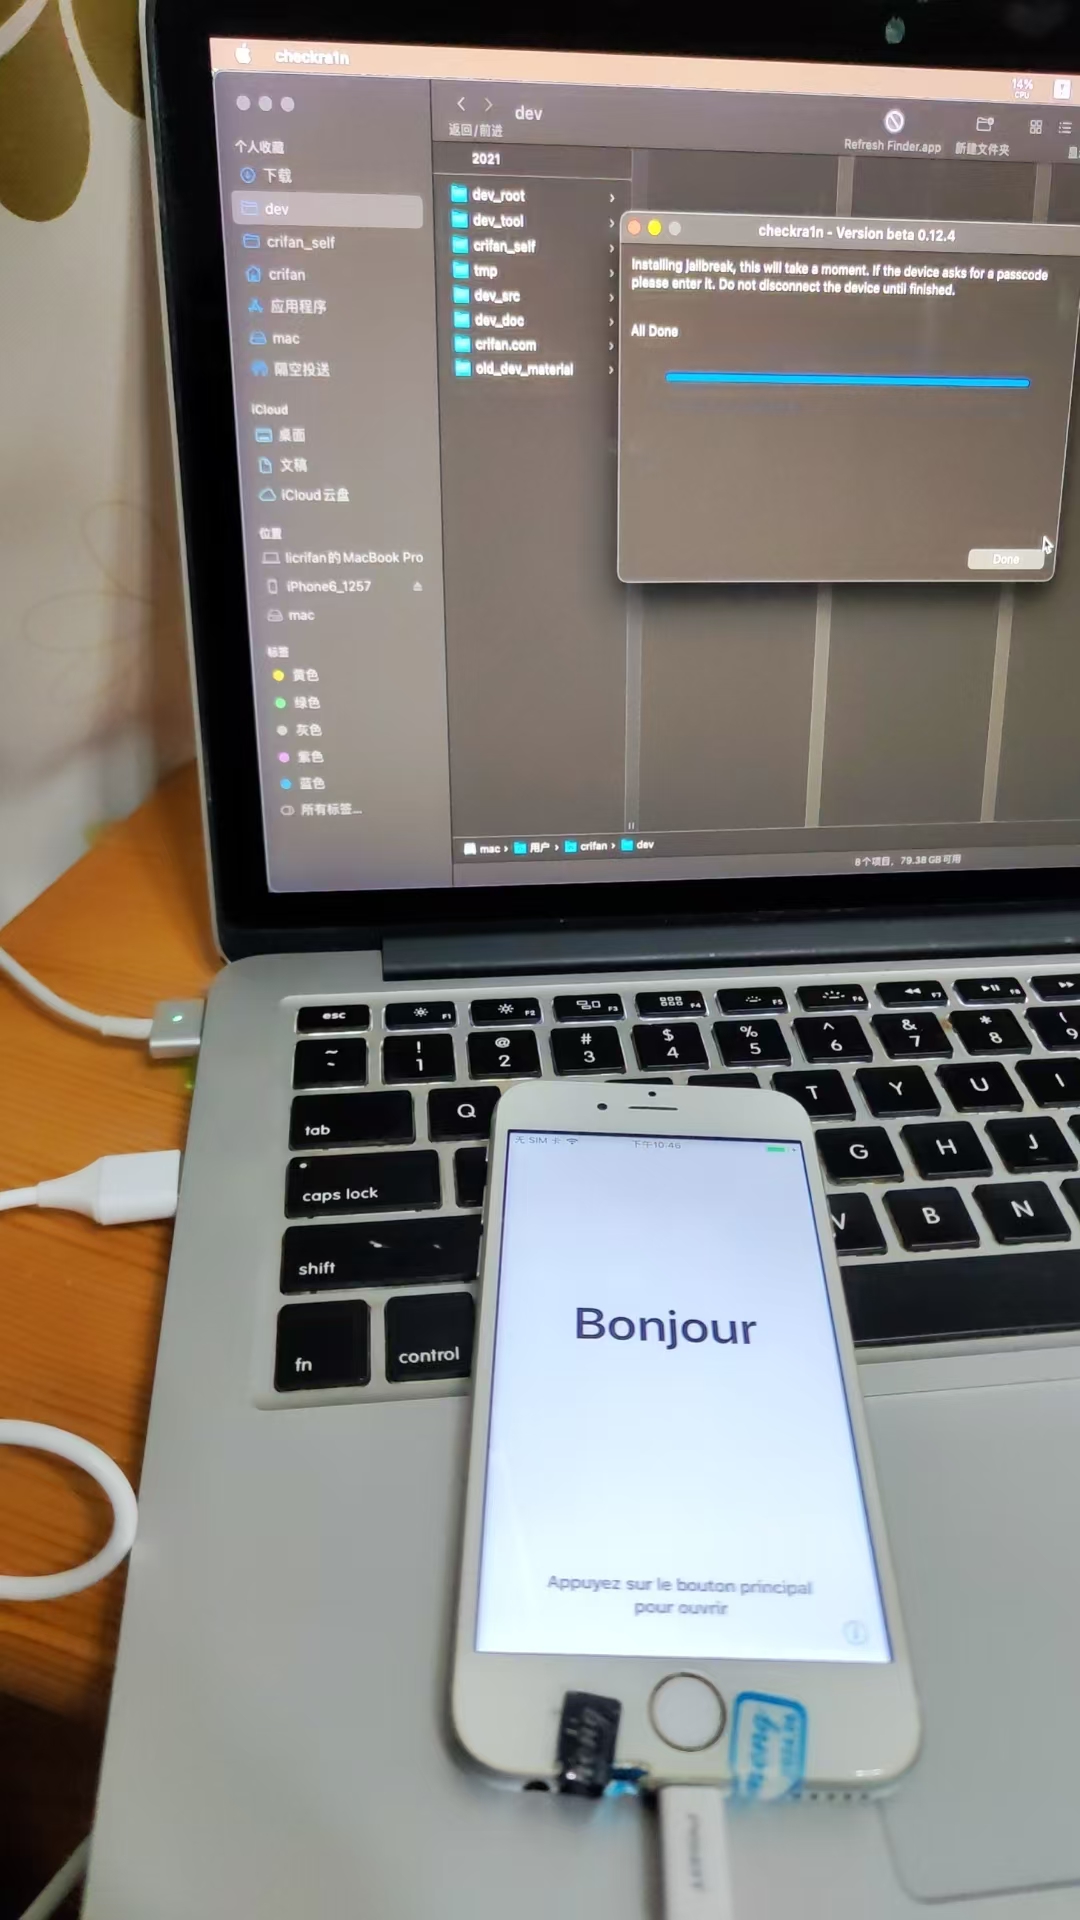 checkra1n
14%
CPU
dev
返回/前进
Refresh Finder.app
新建文件夹
个人收藏
下载
dev
crifan_self
crifan
应用程序
mac
隔空投送
iCloud
桌面
文稿
iCloud云盘
位置
licrifan的MacBook Pro
iPhone6_1257
mac
标签
黄色
绿色
灰色
紫色
蓝色
所有标签...
2021
dev_root
dev_tool
crifan_self
tmp
dev_src
dev_doc
crifan.com
old_dev_material
checkra1n - Version beta 0.12.4
Installing jailbreak, this will take a moment. If the device asks for a passcode
please enter it. Do not disconnect the device until finished.
All Done
Done
mac › 用户 › crifan › dev
8个项目，79.38 GB可用
esc F1 F2 F3 F4 F5 F6 F7 F8
~ ! 1 @ 2 # 3 $ 4 % 5 ^ 6 & 7 * 8 ( 9
tab Q T Y U I
caps lock G H J
shift V B N
fn control
无 SIM 卡 下午10:46
Bonjour
Appuyez sur le bouton principal
pour ouvrir